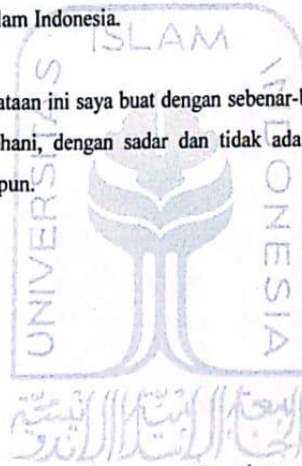 lam Indonesia.
ISLAM
ataan ini saya buat dengan sebenar-b
hani, dengan sadar dan tidak ada
pun.
UNIVERSITAS
INDONESIA